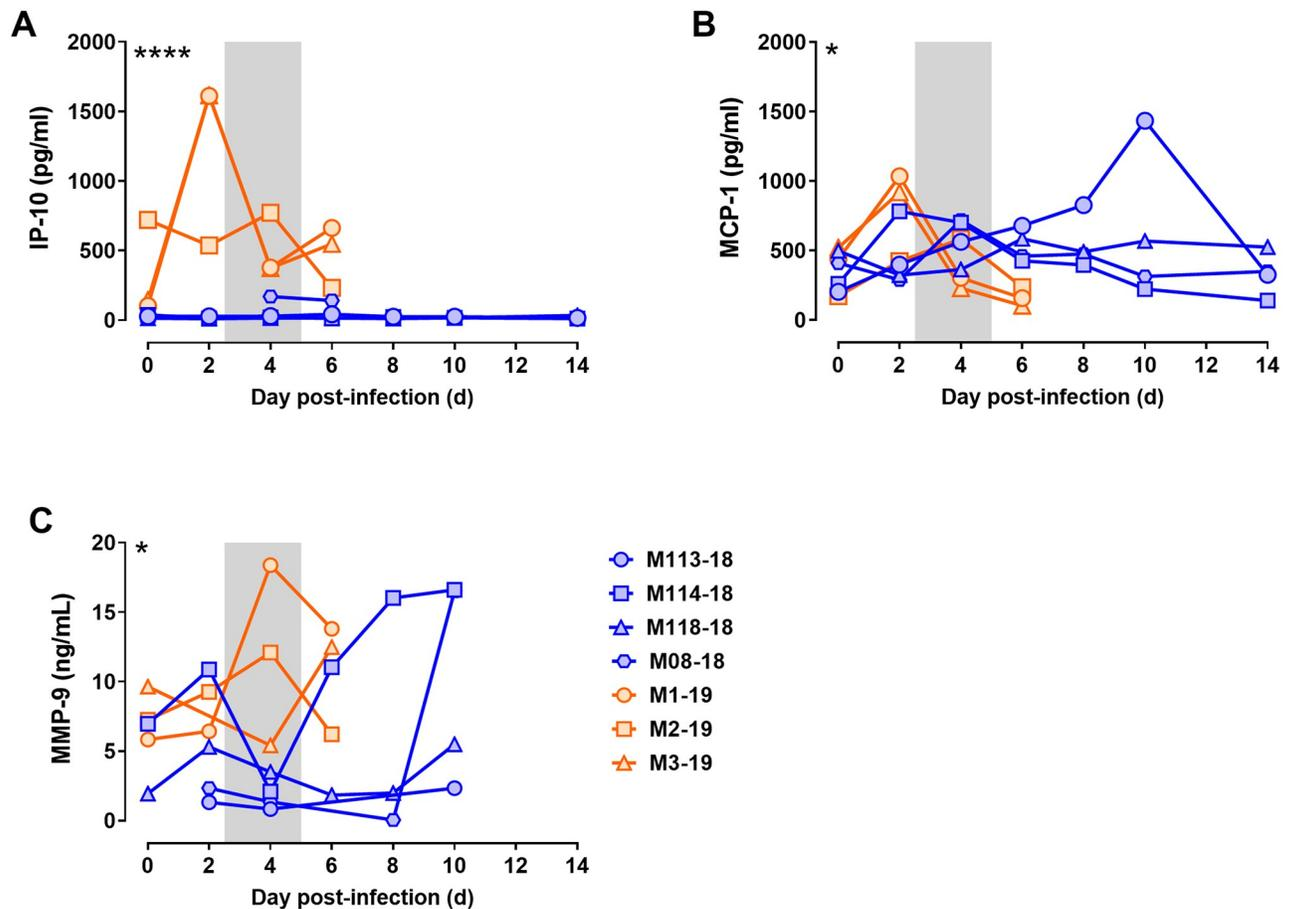 A
IP-10 (pg/ml)
2000
1500
1000
500
0
****
0 2 4 6 8 10 12 14
Day post-infection (d)
B
MCP-1 (pg/ml)
2000
1500
1000
500
0
*
0 2 4 6 8 10 12 14
Day post-infection (d)
C
MMP-9 (ng/mL)
20
15
10
5
0
*
0 2 4 6 8 10 12 14
Day post-infection (d)
M113-18
M114-18
M118-18
M08-18
M1-19
M2-19
M3-19